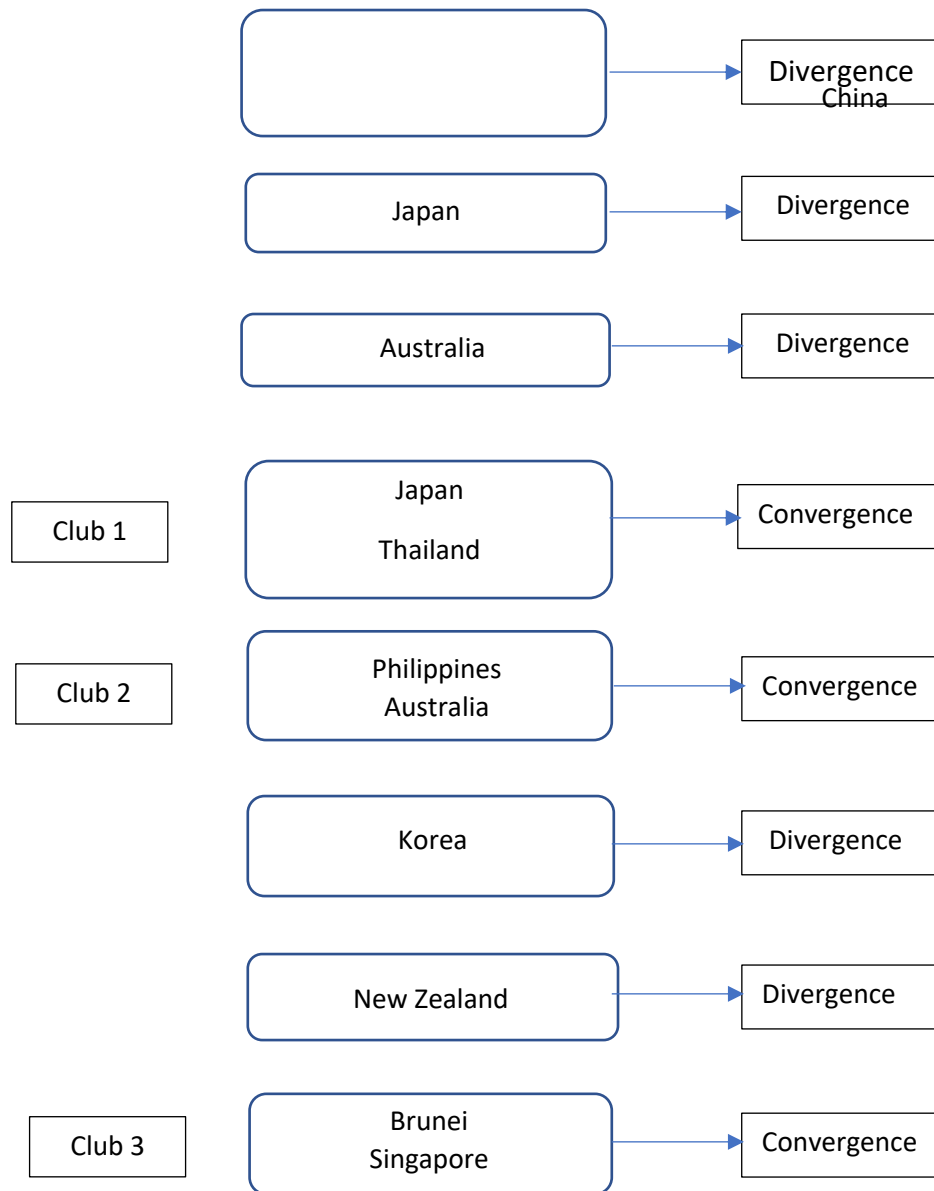 Divergence
China
Japan
Divergence
Australia
Divergence
Club 1
Japan
Thailand
Convergence
Club 2
Philippines
Australia
Convergence
Korea
Divergence
New Zealand
Divergence
Club 3
Brunei
Singapore
Convergence